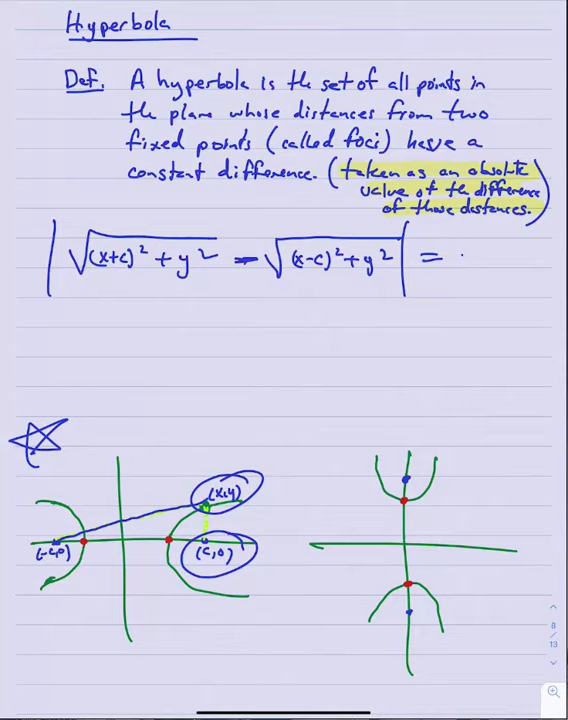 Hyperbola
Def. A hyperbola is the set of all points in
the plane whose distances from two
fixed points (called foci) have a
constant difference. (taken as an absolute
value of the difference
of those distances.)
| √(x+c)² + y² - √(x-c)² + y² | =
(x,y)
(-c,0)
(c,0)
8
/
13